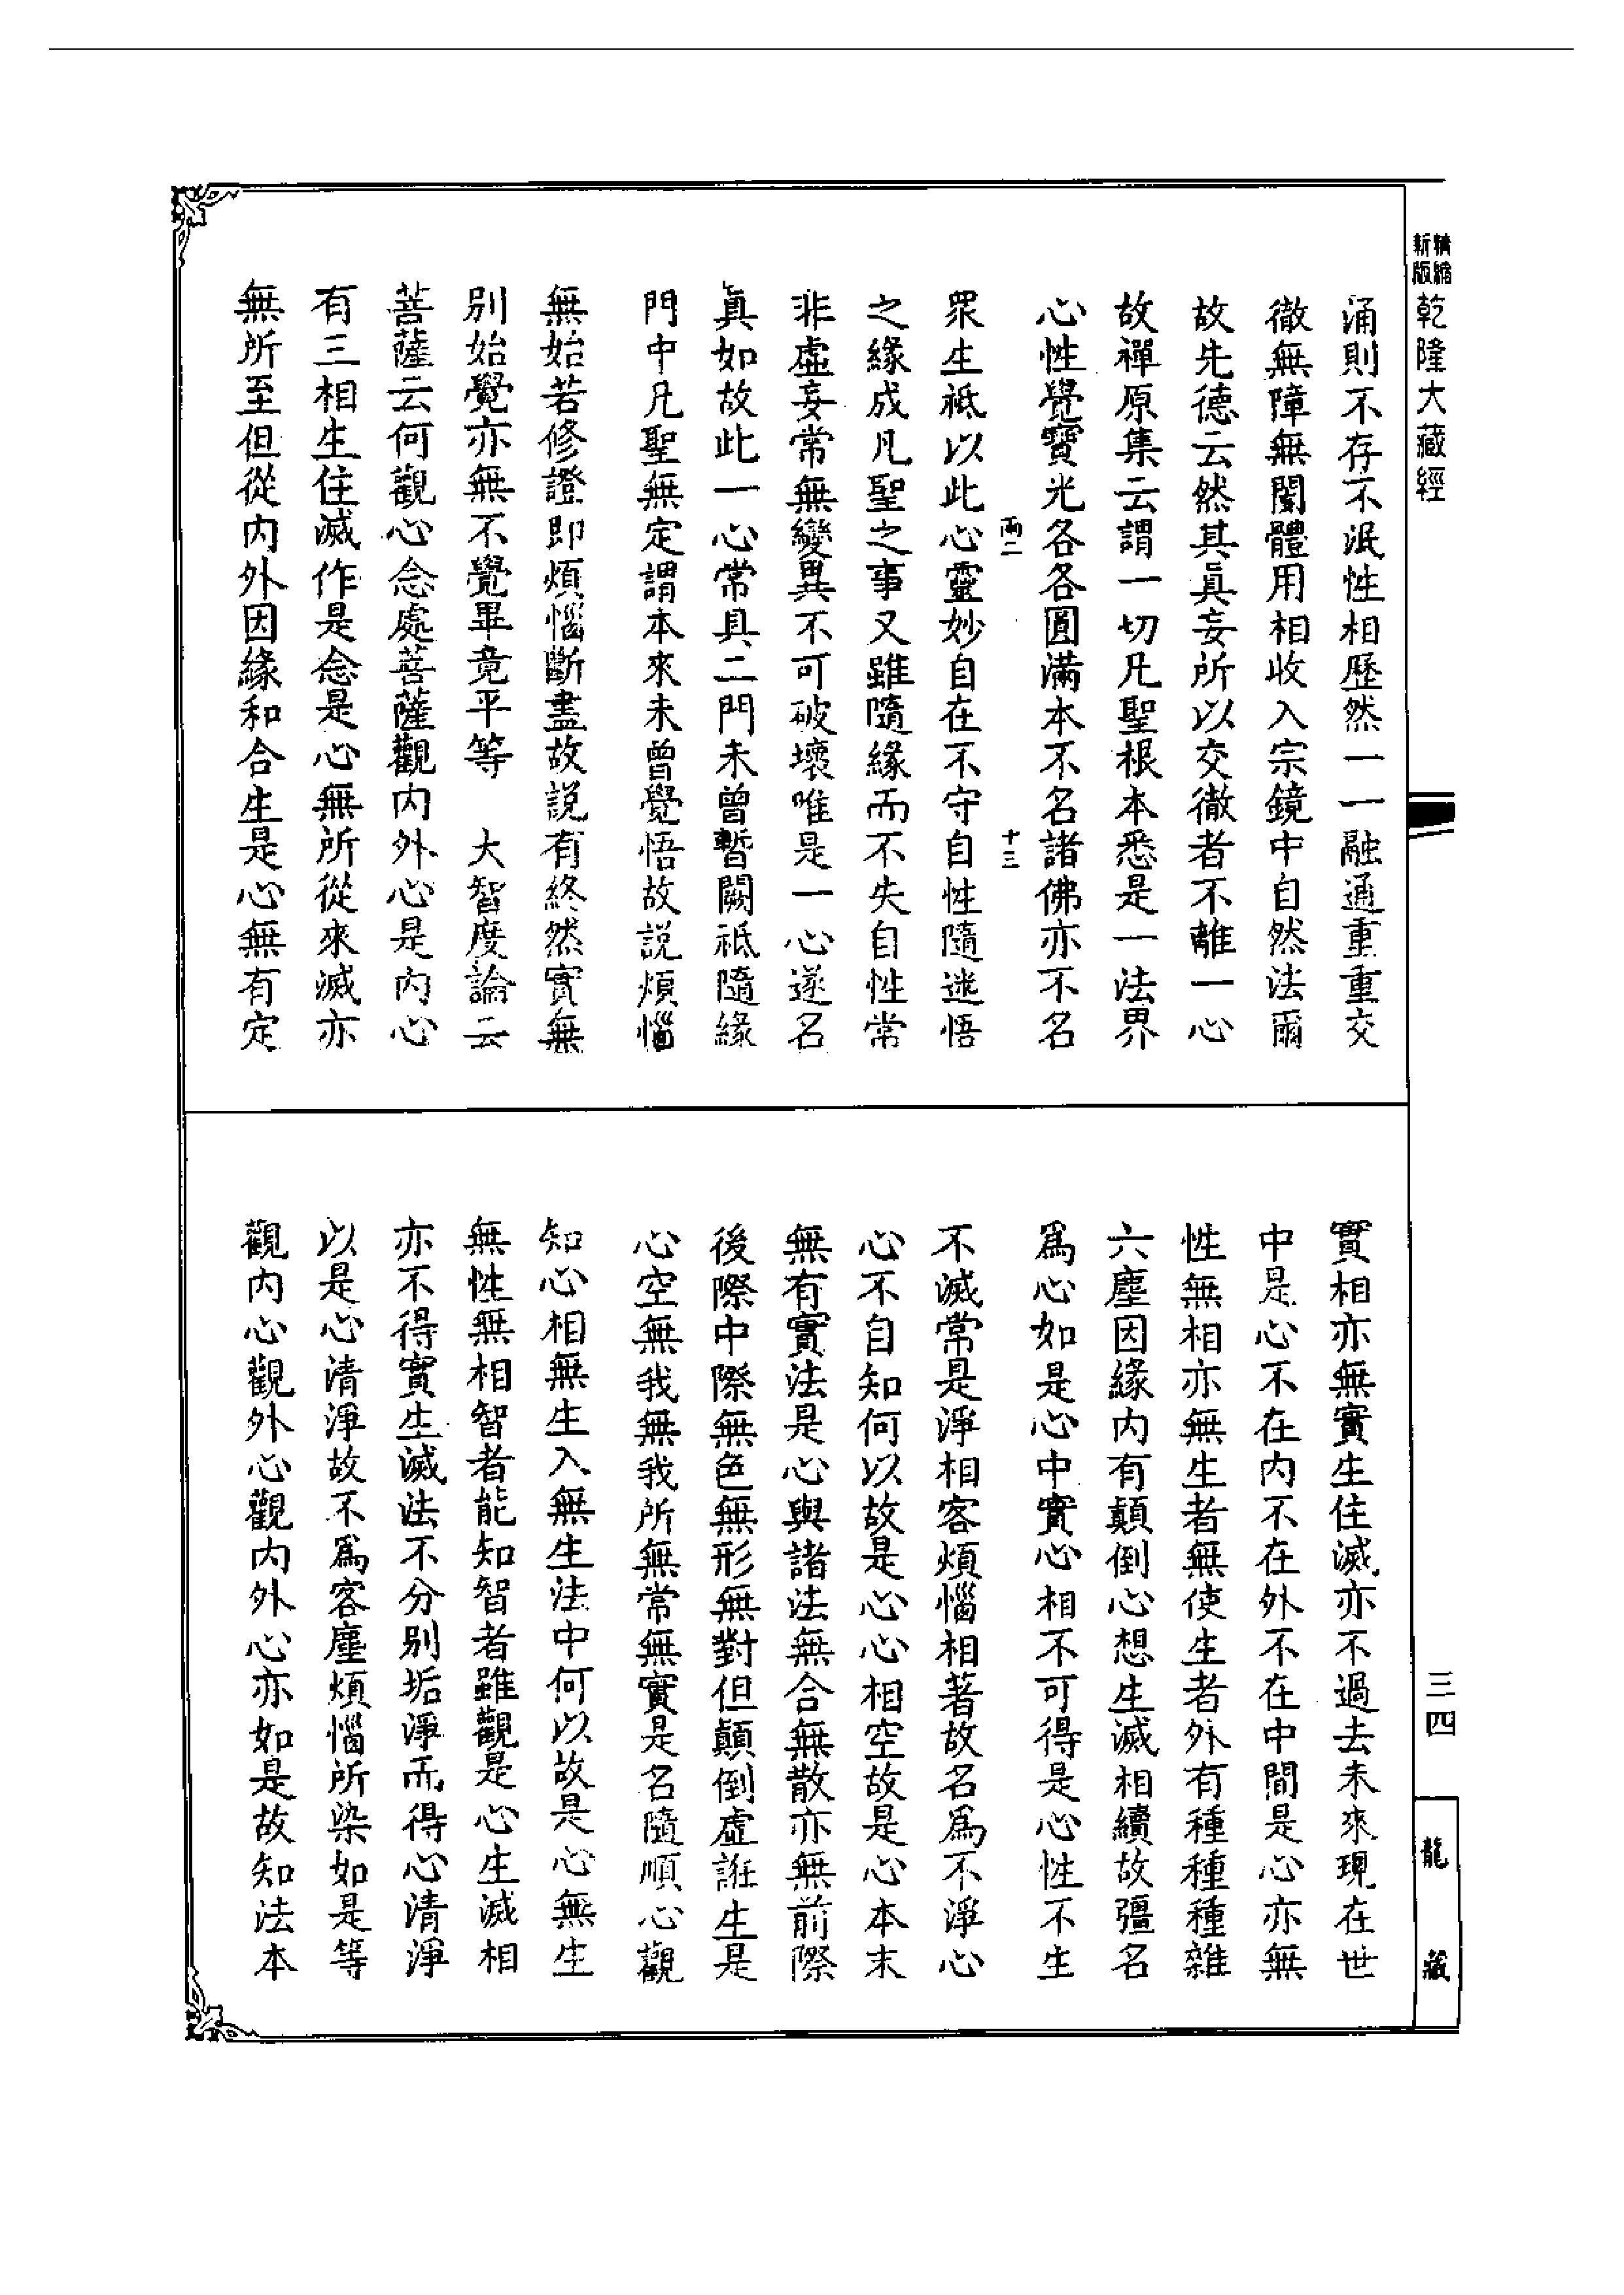 精縮新版乾隆大藏經
涌則不存不泯性相歷然一一融通重重交
徹無障無閡體用相收入宗鏡中自然法爾
故先德云然其眞妄所以交徹者不離一心
故禪原集云謂一切凡聖根本悉是一法界
心性覺寶光各各圓滿本不名諸佛亦不名
兩二 十三
眾生祇以此心靈妙自在不守自性隨迷悟
之緣成凡聖之事又雖隨緣而不失自性常
非虛妄常無變異不可破壞唯是一心遂名
眞如故此一心常具二門未曾暫闕祇隨緣
門中凡聖無定謂本來未曾覺悟故說煩惱
無始若修證即煩惱斷盡故說有終然實無
別始覺亦無不覺畢竟平等 大智度論云
菩薩云何觀心念處菩薩觀內外心是內心
有三相生住滅作是念是心無所從來滅亦
無所至但從內外因緣和合生是心無有定
實相亦無實生住滅亦不過去未來現在世
中是心不在內不在外不在中間是心亦無
性無相亦無生者無使生者外有種種種雜
六塵因緣內有顛倒心想生滅相續故彊名
爲心如是心中實心相不可得是心性不生
不滅常是淨相客煩惱相著故名爲不淨心
心不自知何以故是心心相空故是心本末
無有實法是心與諸法無合無散亦無前際
後際中際無色無形無對但顛倒虛誑生是
心空無我無我所無常無實是名隨順心觀
知心相無生入無生法中何以故是心無生
無性無相智者能知智者雖觀是心生滅相
亦不得實生滅法不分別垢淨而得心清淨
以是心清淨故不爲客塵煩惱所染如是等
觀內心觀外心觀內外心亦如是故知法本
三四
龍藏